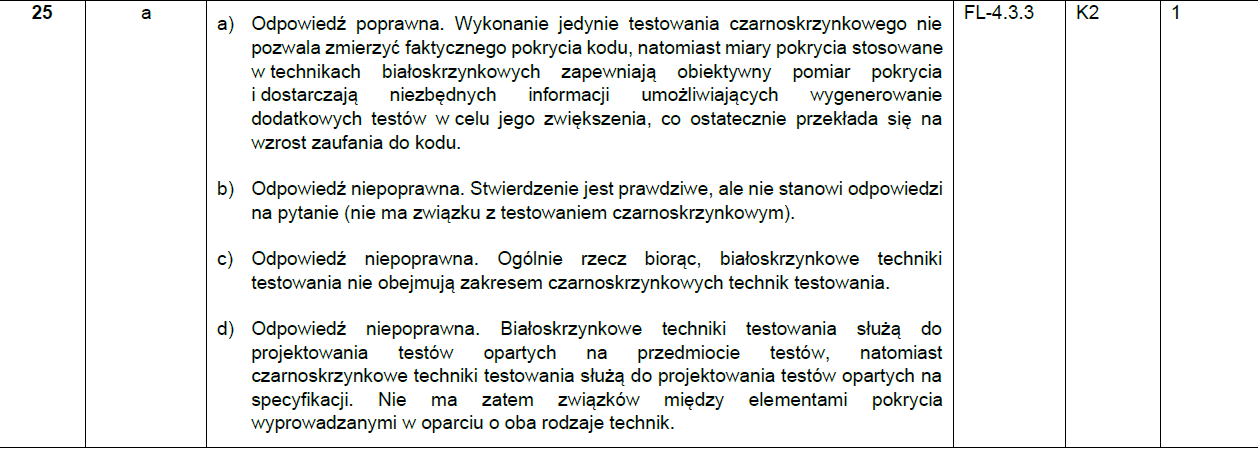 25 a a) Odpowiedź poprawna. Wykonanie jedynie testowania czarnoskrzynkowego nie FL-4.3.3 K2 1
pozwala zmierzyć faktycznego pokrycia kodu, natomiast miary pokrycia stosowane
w technikach białoskrzynkowych zapewniają obiektywny pomiar pokrycia
i dostarczają niezbędnych informacji umożliwiających wygenerowanie
dodatkowych testów w celu jego zwiększenia, co ostatecznie przekłada się na
wzrost zaufania do kodu.
b) Odpowiedź niepoprawna. Stwierdzenie jest prawdziwe, ale nie stanowi odpowiedzi
na pytanie (nie ma związku z testowaniem czarnoskrzynkowym).
c) Odpowiedź niepoprawna. Ogólnie rzecz biorąc, białoskrzynkowe techniki
testowania nie obejmują zakresem czarnoskrzynkowych technik testowania.
d) Odpowiedź niepoprawna. Białoskrzynkowe techniki testowania służą do
projektowania testów opartych na przedmiocie testów, natomiast
czarnoskrzynkowe techniki testowania służą do projektowania testów opartych na
specyfikacji. Nie ma zatem związków między elementami pokrycia
wyprowadzanymi w oparciu o oba rodzaje technik.